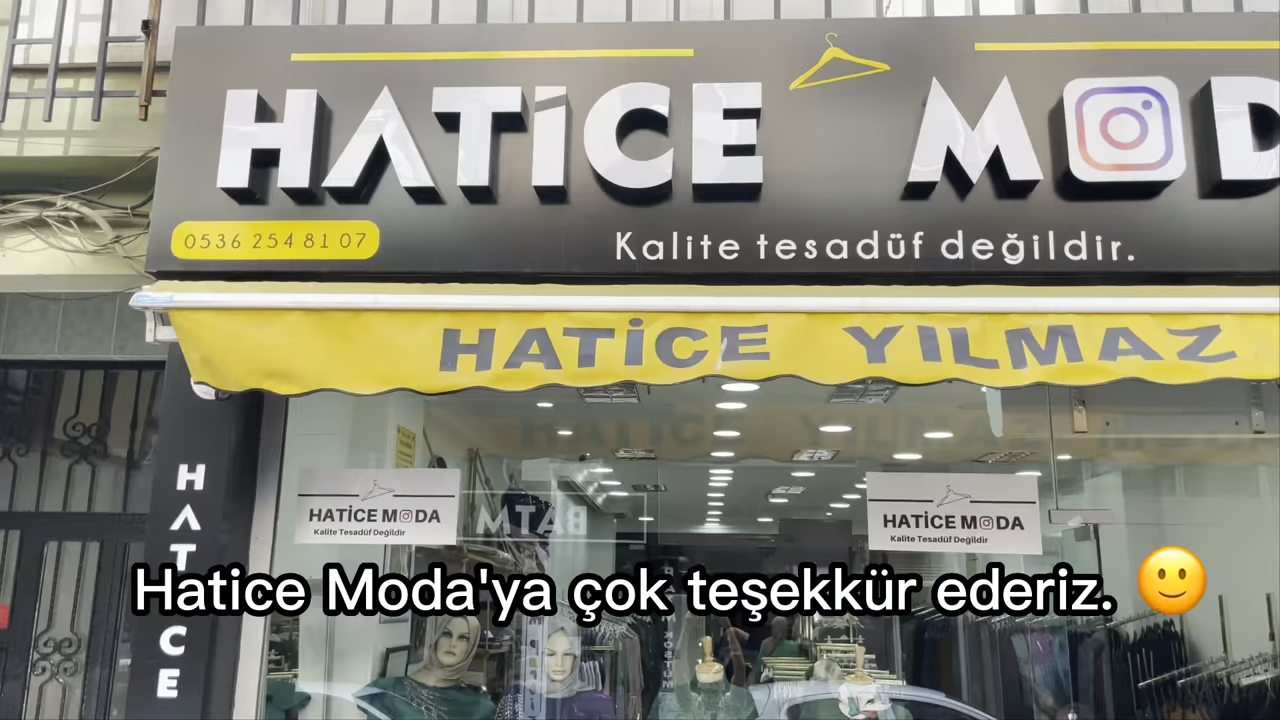 HATİCE MOD
0536 254 81 07
Kalite tesadüf değildir.
HATİCE YILMAZ
HATİCE MODA
Kalite Tesadüf Değildir
HATİCE MODA
Kalite Tesadüf Değildir
HATİCE
Hatice Moda'ya çok teşekkür ederiz. 🙂